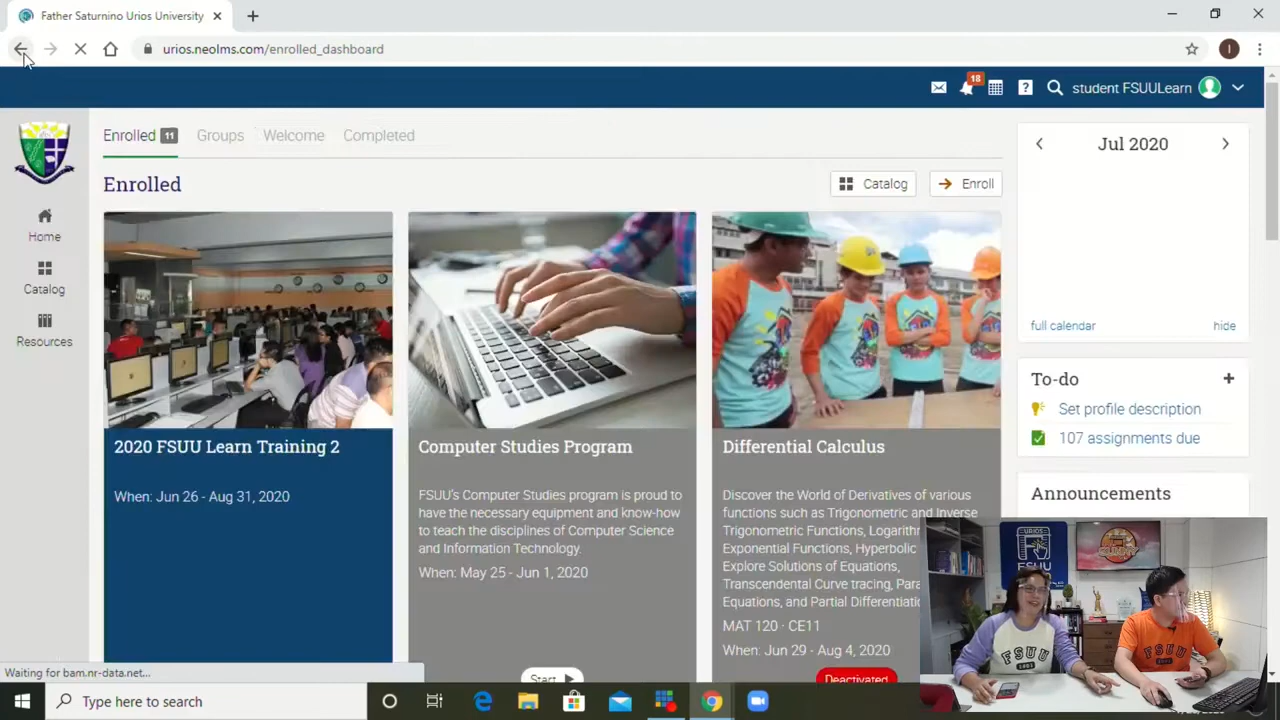 Father Saturnino Urios University
urios.neolms.com/enrolled_dashboard
I
18
student FSUULearn
Enrolled 11
Groups
Welcome
Completed
Jul 2020
Enrolled
Catalog
Enroll
Home
Catalog
Resources
full calendar
hide
To-do
Set profile description
107 assignments due
Announcements
2020 FSUU Learn Training 2
When: Jun 26 - Aug 31, 2020
Computer Studies Program
FSUU's Computer Studies program is proud to
have the necessary equipment and know-how
to teach the disciplines of Computer Science
and Information Technology.
When: May 25 - Jun 1, 2020
Start
Differential Calculus
Discover the World of Derivatives of various
functions such as Trigonometric and Inverse
Trigonometric Functions,
Exponential Functions, Hyperbolic
Explore Solutions of Equations,
Transcendental Curve tracing,
Equations, and Partial
MAT 120 · CE11
When: Jun 29 - Aug 4, 2020
Deactivated
URIOS
FSUU
SUNNY
FSUU
1901
FSUU
Waiting for bam.nr-data.net...
Type here to search